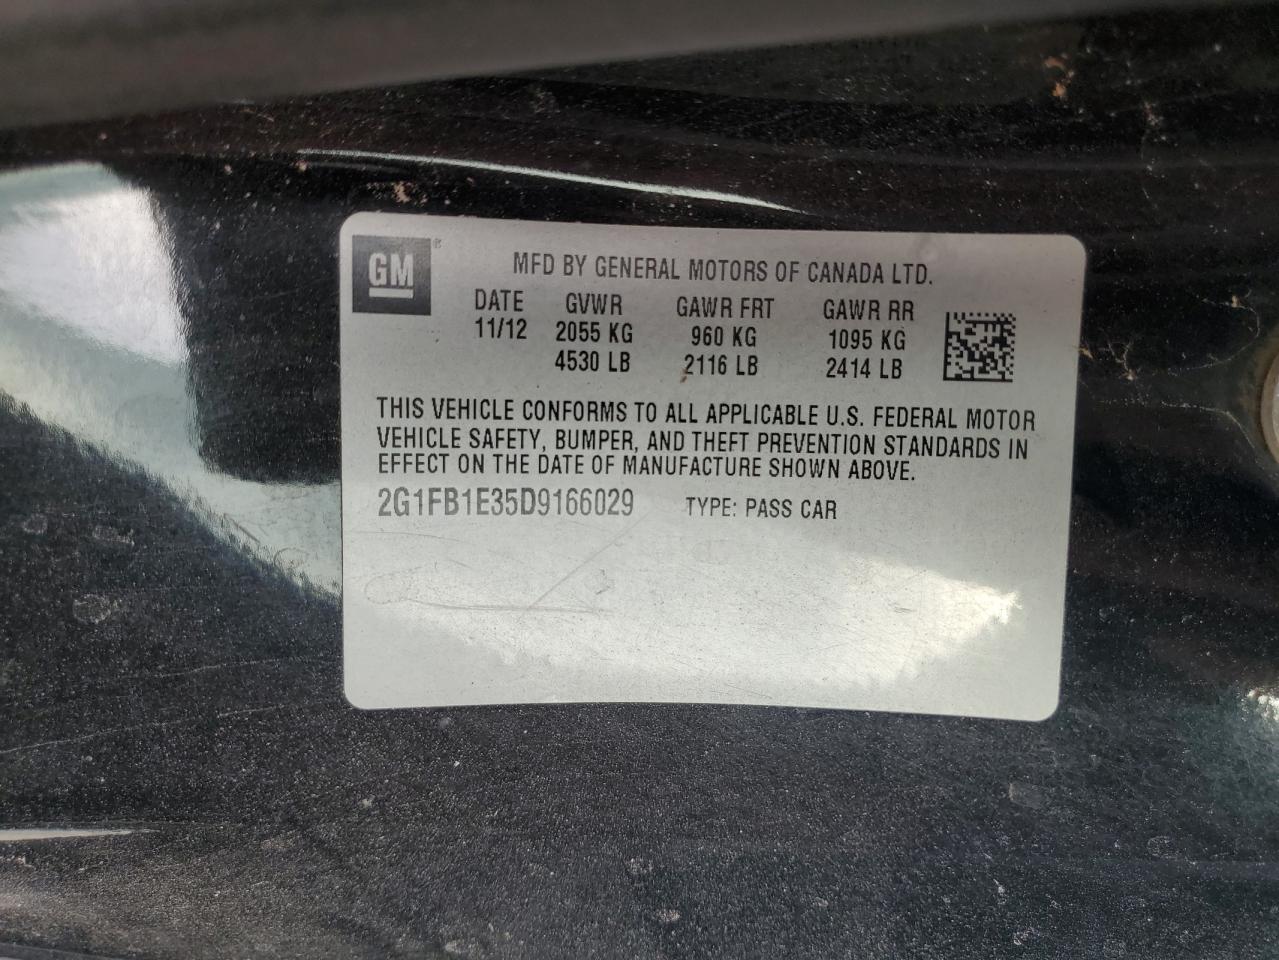 GM ®
MFD BY GENERAL MOTORS OF CANADA LTD.
DATE GVWR GAWR FRT GAWR RR
11/12 2055 KG 960 KG 1095 KG
4530 LB 2116 LB 2414 LB
THIS VEHICLE CONFORMS TO ALL APPLICABLE U.S. FEDERAL MOTOR
VEHICLE SAFETY, BUMPER, AND THEFT PREVENTION STANDARDS IN
EFFECT ON THE DATE OF MANUFACTURE SHOWN ABOVE.
2G1FB1E35D9166029 TYPE: PASS CAR